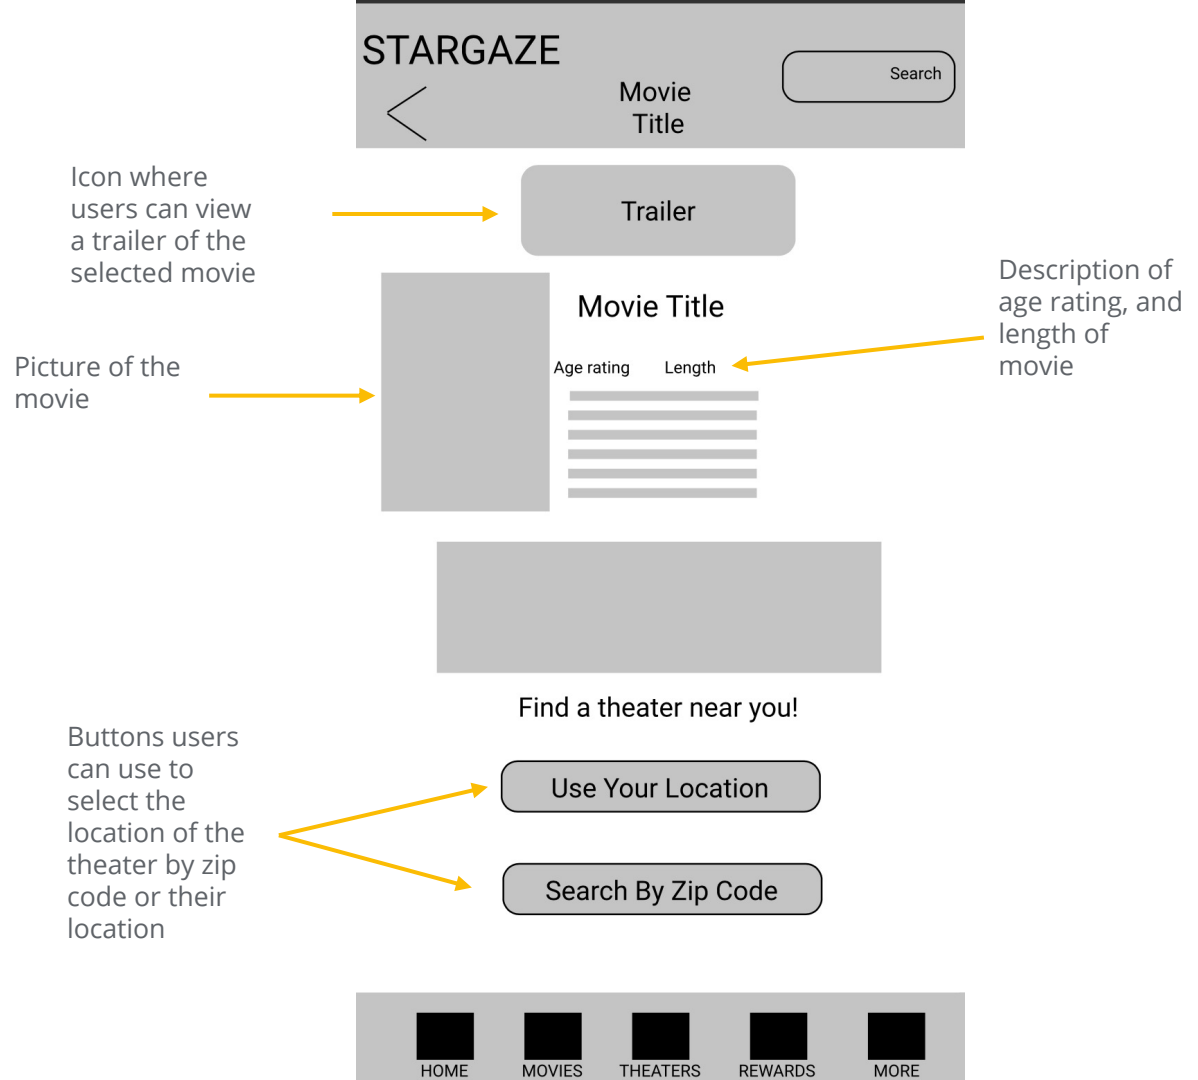 STARGAZE
Search
Movie
Title
Icon where
users can view
a trailer of the
selected movie
Trailer
Description of
age rating, and
length of
movie
Movie Title
Picture of the
movie
Age rating
Length
Find a theater near you!
Buttons users
can use to
select the
location of the
theater by zip
code or their
location
Use Your Location
Search By Zip Code
HOME
MOVIES
THEATERS
REWARDS
MORE